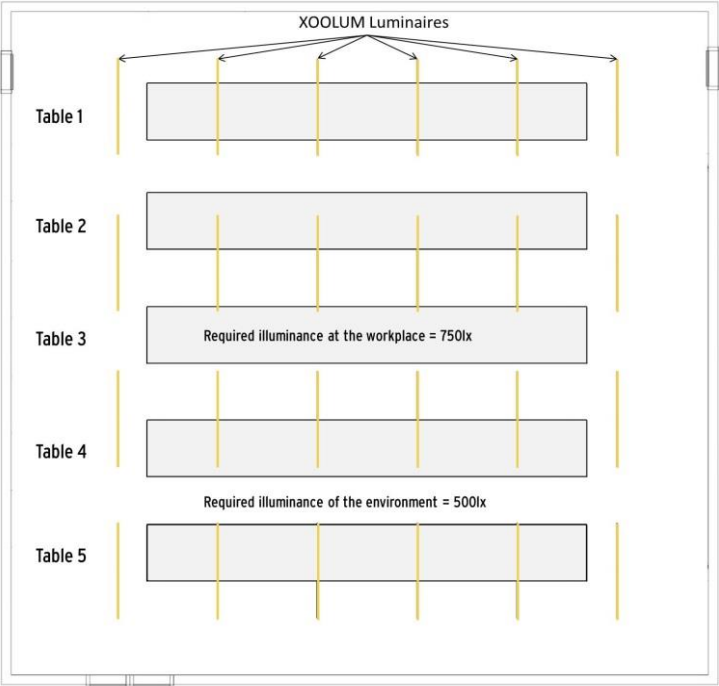 XOOLUM Luminaires
Table 1
Table 2
Table 3
Required illuminance at the workplace = 750lx
Table 4
Required illuminance of the environment = 500lx
Table 5